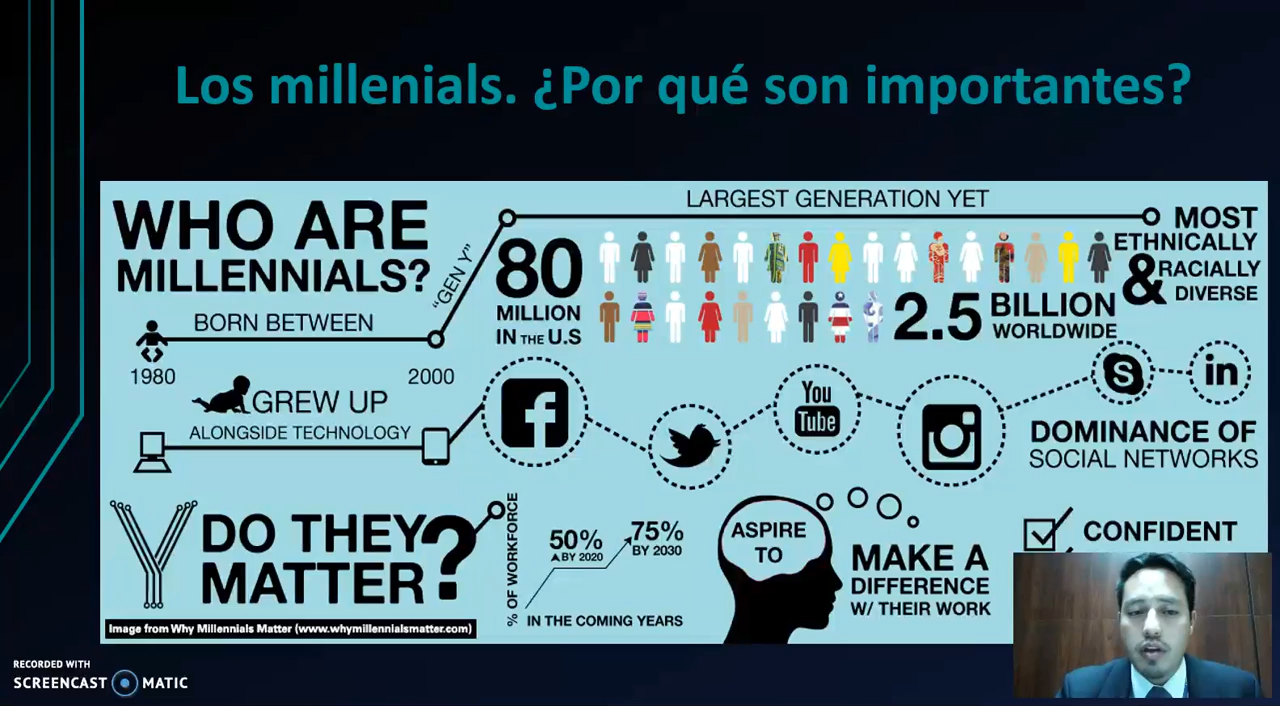 Los millenials. ¿Por qué son importantes?
WHO ARE
MILLENNIALS?
BORN BETWEEN
1980
2000
"GEN Y"
LARGEST GENERATION YET
80
MILLION
IN THE U.S
2.5 BILLION
WORLDWIDE
MOST
ETHNICALLY
& RACIALLY
DIVERSE
GREW UP
ALONGSIDE TECHNOLOGY
f
You
Tube
S
in
DOMINANCE OF
SOCIAL NETWORKS
Y DO THEY
MATTER?
% OF WORKFORCE
50%
BY 2020
75%
BY 2030
IN THE COMING YEARS
ASPIRE
TO
MAKE A
DIFFERENCE
W/ THEIR WORK
CONFIDENT
Image from Why Millennials Matter (www.whymillennialsmatter.com)
RECORDED WITH
SCREENCAST MATIC